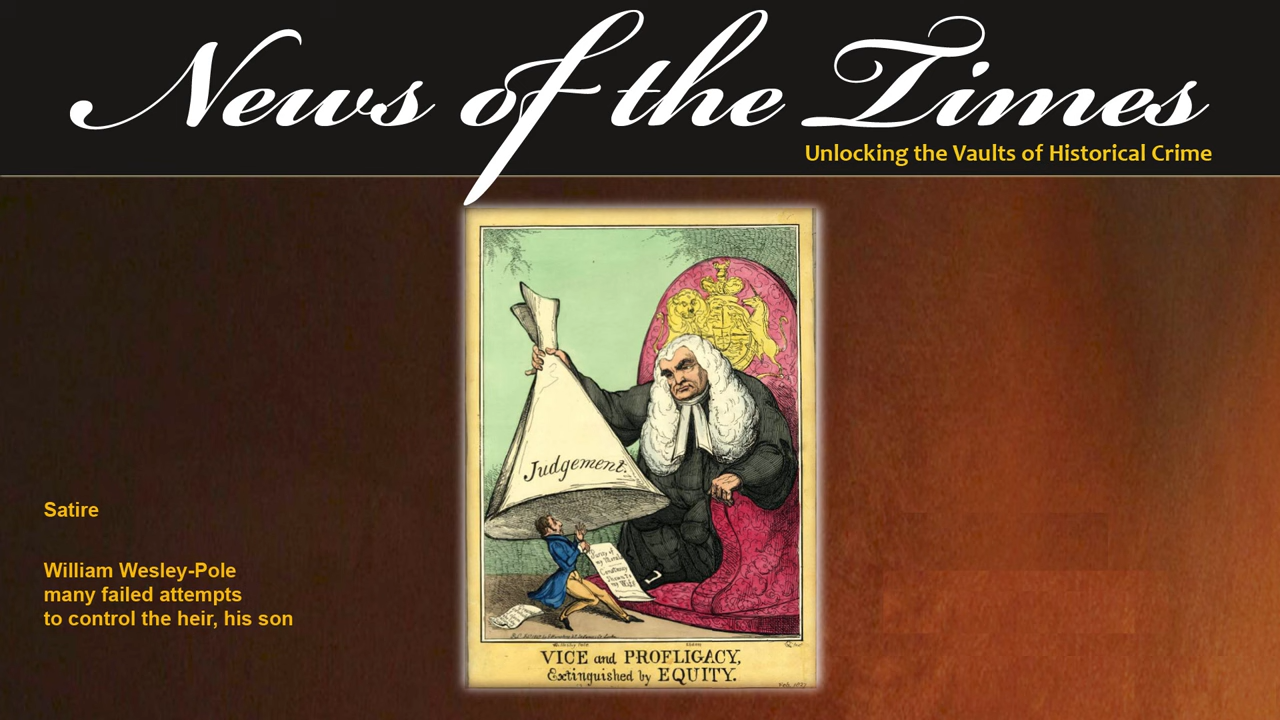 News of the Times
Unlocking the Vaults of Historical Crime
Judgement.
Satire
William Wesley-Pole
many failed attempts
to control the heir, his son
VICE and PROFLIGACY,
Extinguished by EQUITY.